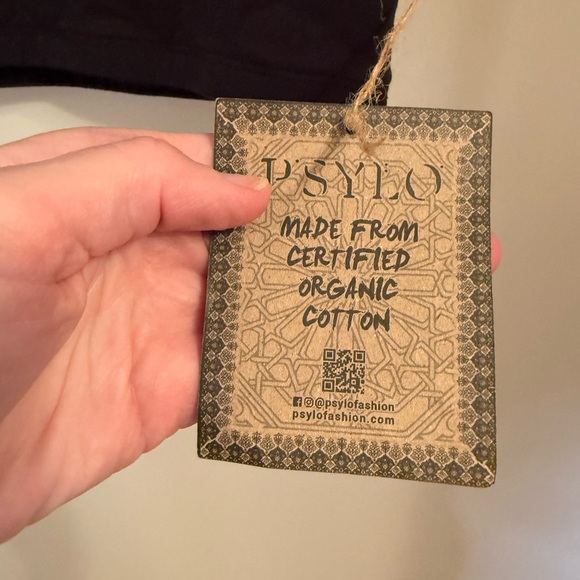 PSYLO
MADE FROM
CERTIFIED
ORGANIC
COTTON
@psylofashion
psylofashion.com